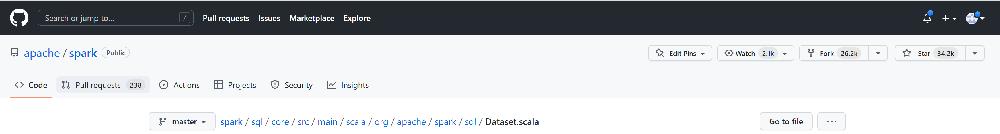 Search or jump to... / Pull requests Issues Marketplace Explore
apache / spark Public Edit Pins Watch 2.1k Fork 26.2k Star 34.2k
Code Pull requests 238 Actions Projects Security Insights
master spark / sql / core / src / main / scala / org / apache / spark / sql / Dataset.scala Go to file ...